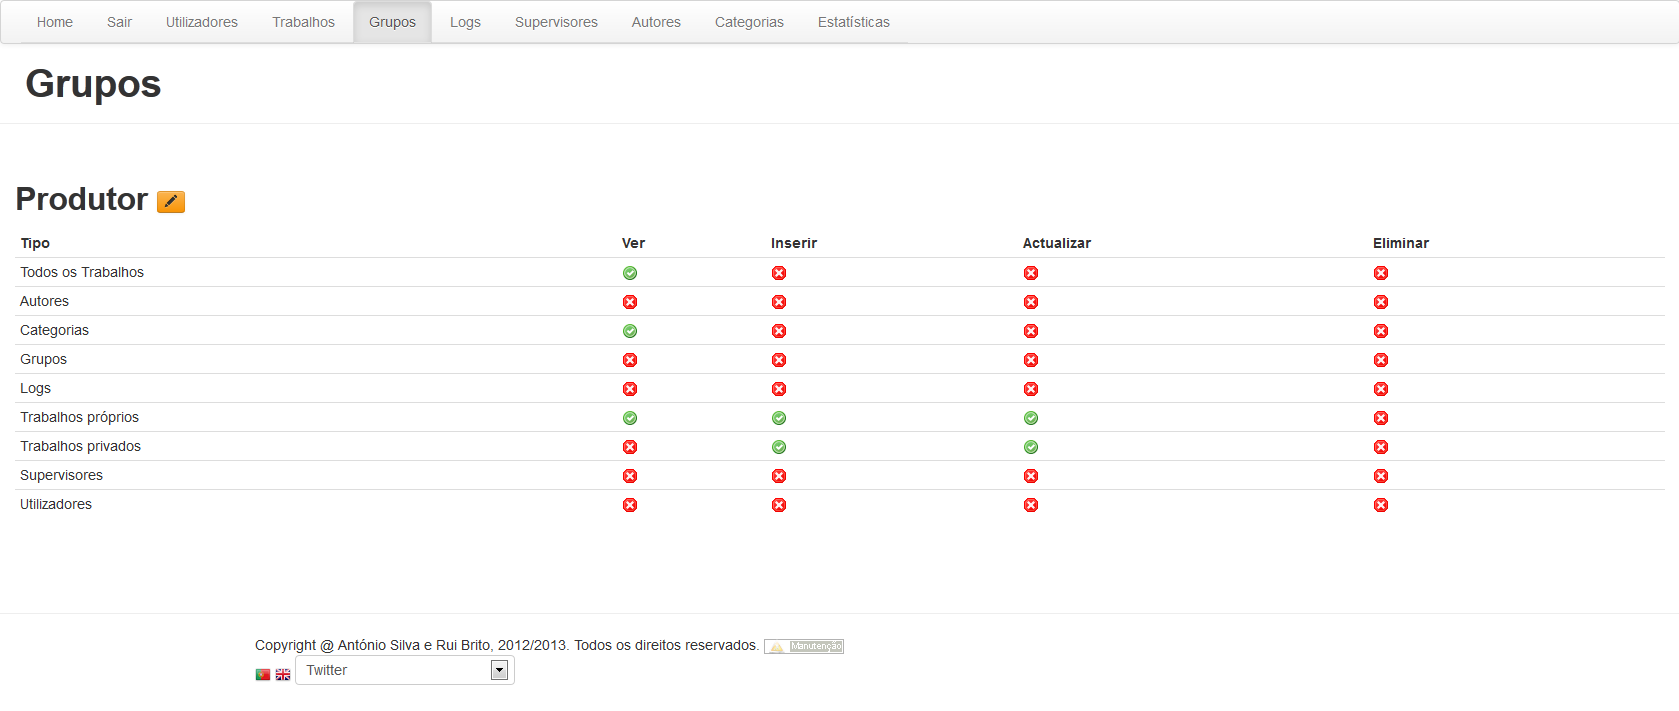 Home Sair Utilizadores Trabalhos Grupos Logs Supervisores Autores Categorias Estatísticas
Grupos
Produtor
Tipo Ver Inserir Actualizar Eliminar
Todos os Trabalhos
Autores
Categorias
Grupos
Logs
Trabalhos próprios
Trabalhos privados
Supervisores
Utilizadores
Copyright @ António Silva e Rui Brito, 2012/2013. Todos os direitos reservados. Manutenção
Twitter